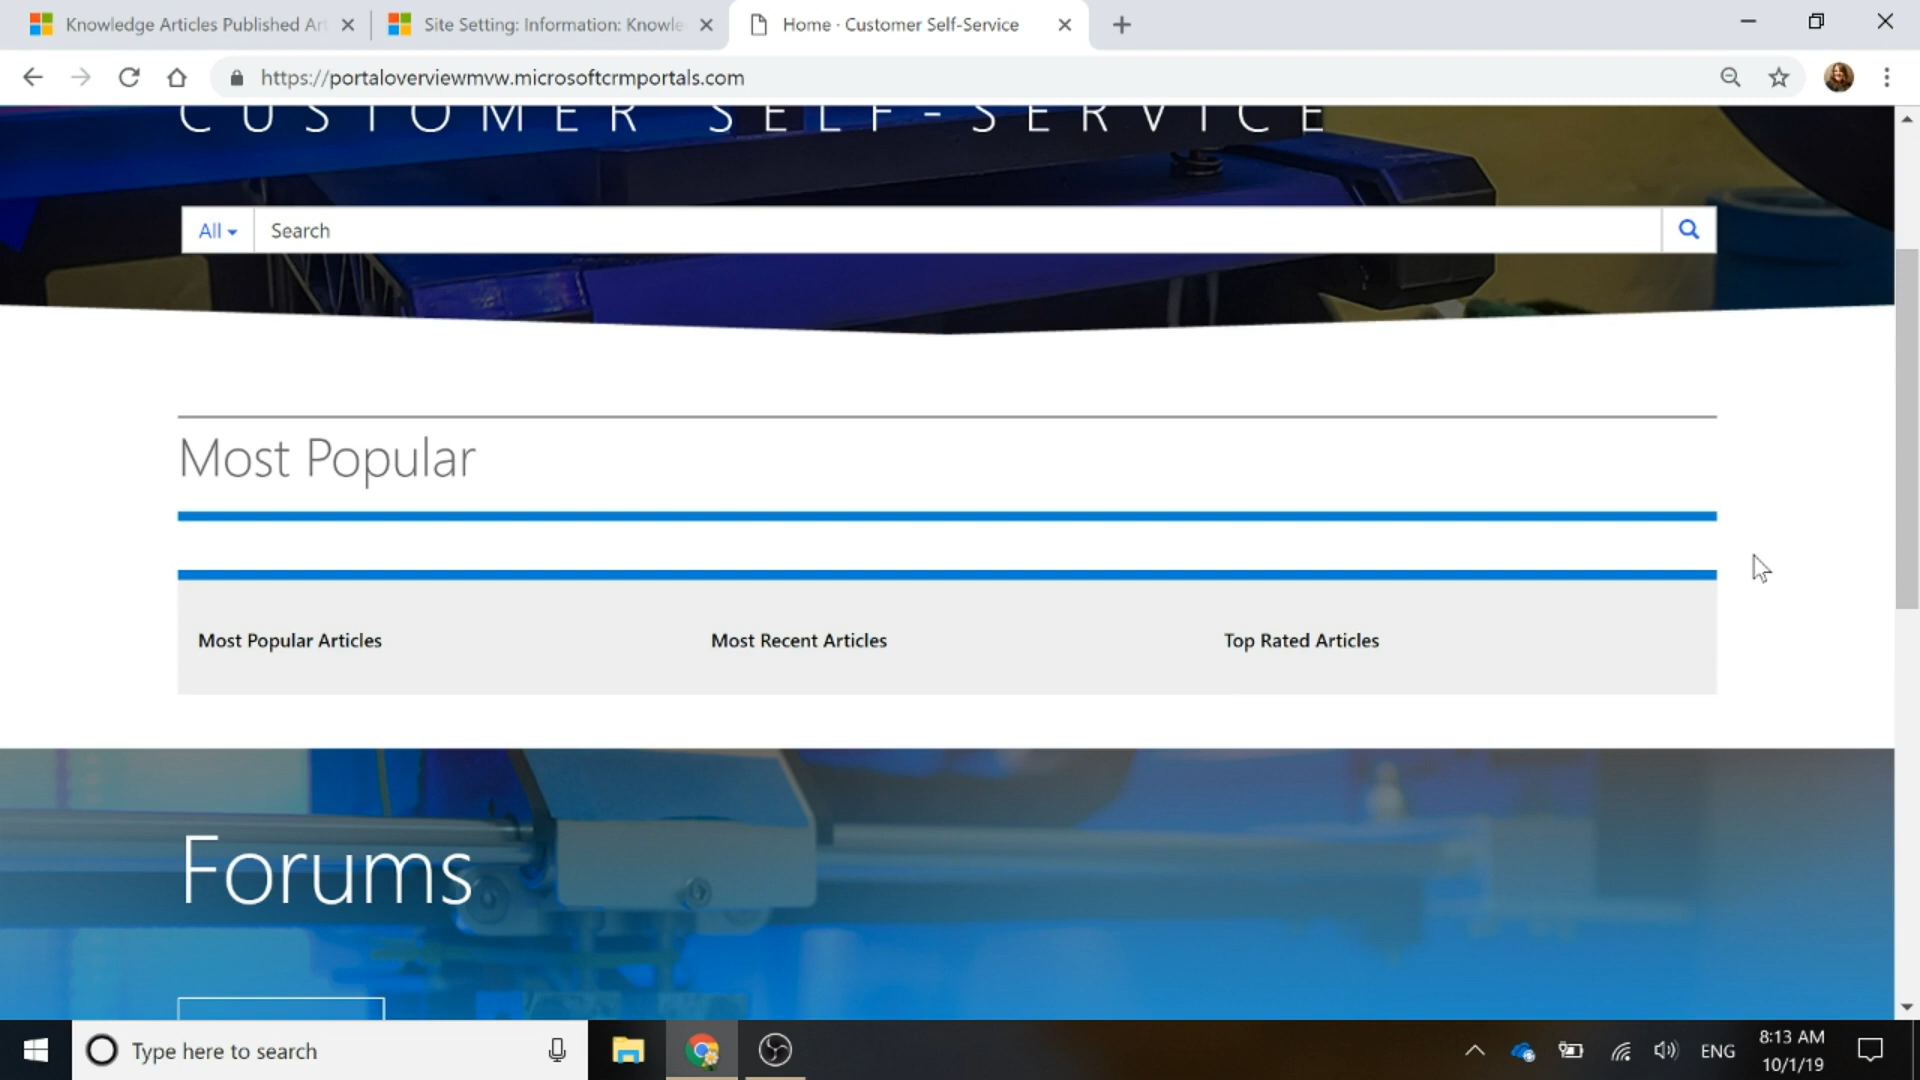 Knowledge Articles Published Art
Site Setting: Information: Knowle
Home · Customer Self-Service
https://portaloverviewmvw.microsoftcrmportals.com
CUSTOMER SELF-SERVICE
All
Search
Most Popular
Most Popular Articles
Most Recent Articles
Top Rated Articles
Forums
Type here to search
ENG
8:13 AM
10/1/19